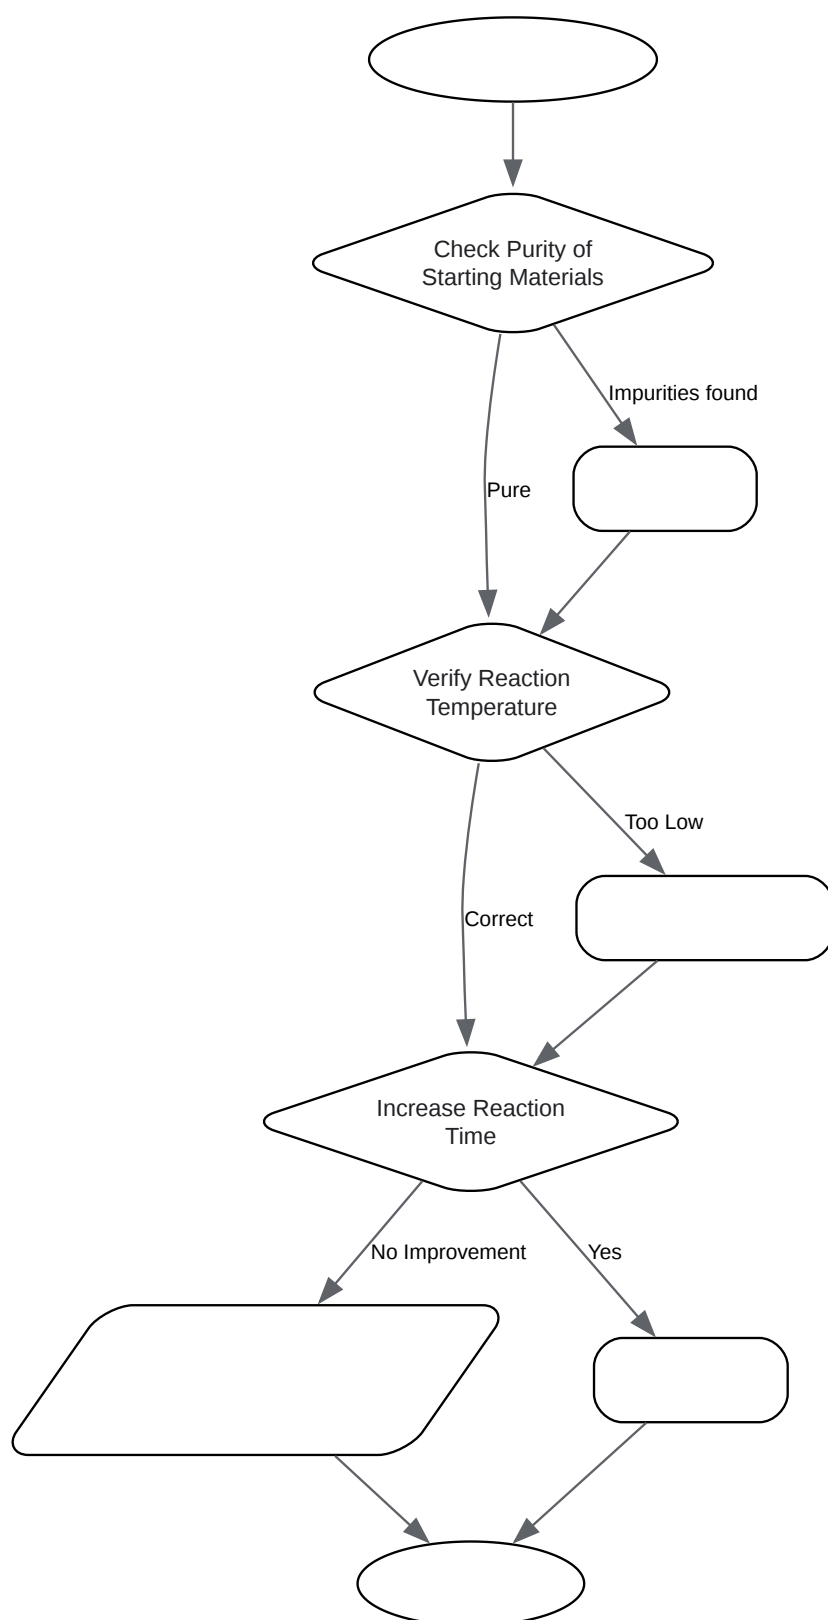 Check Purity of
Starting Materials
Impurities found
Pure
Verify Reaction
Temperature
Too Low
Correct
Increase Reaction
Time
No Improvement
Yes